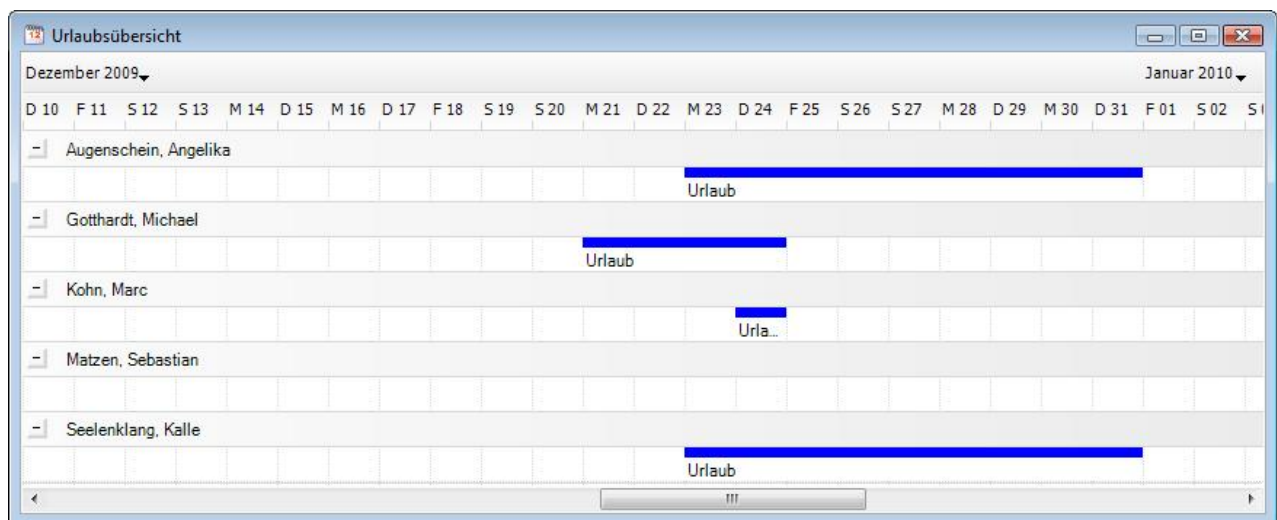 12 Urlaubsübersicht
Dezember 2009 Januar 2010
D 10 F 11 S 12 S 13 M 14 D 15 M 16 D 17 F 18 S 19 S 20 M 21 D 22 M 23 D 24 F 25 S 26 S 27 M 28 D 29 M 30 D 31 F 01 S 02 S
Augenschein, Angelika
Urlaub
Gotthardt, Michael
Urlaub
Kohn, Marc
Urla...
Matzen, Sebastian
Seelenklang, Kalle
Urlaub